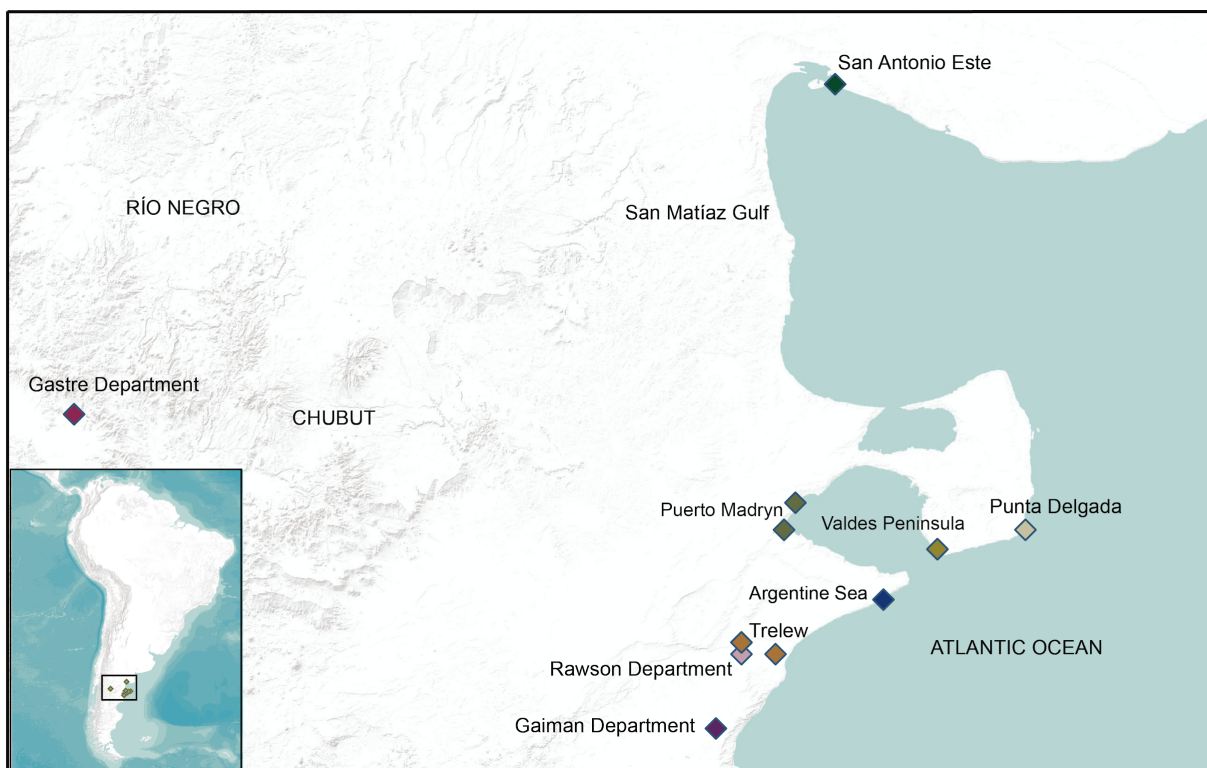 San Antonio Este
RÍO NEGRO
San Matíaz Gulf
Gastre Department
CHUBUT
Puerto Madryn
Valdes Peninsula
Punta Delgada
Argentine Sea
Trelew
ATLANTIC OCEAN
Rawson Department
Gaiman Department